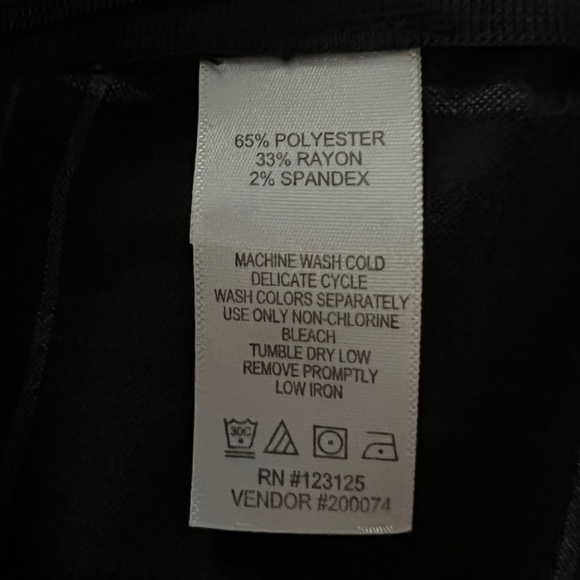 65% POLYESTER
33% RAYON
2% SPANDEX
MACHINE WASH COLD
DELICATE CYCLE
WASH COLORS SEPARATELY
USE ONLY NON-CHLORINE
BLEACH
TUMBLE DRY LOW
REMOVE PROMPTLY
LOW IRON
30C
RN #123125
VENDOR #200074